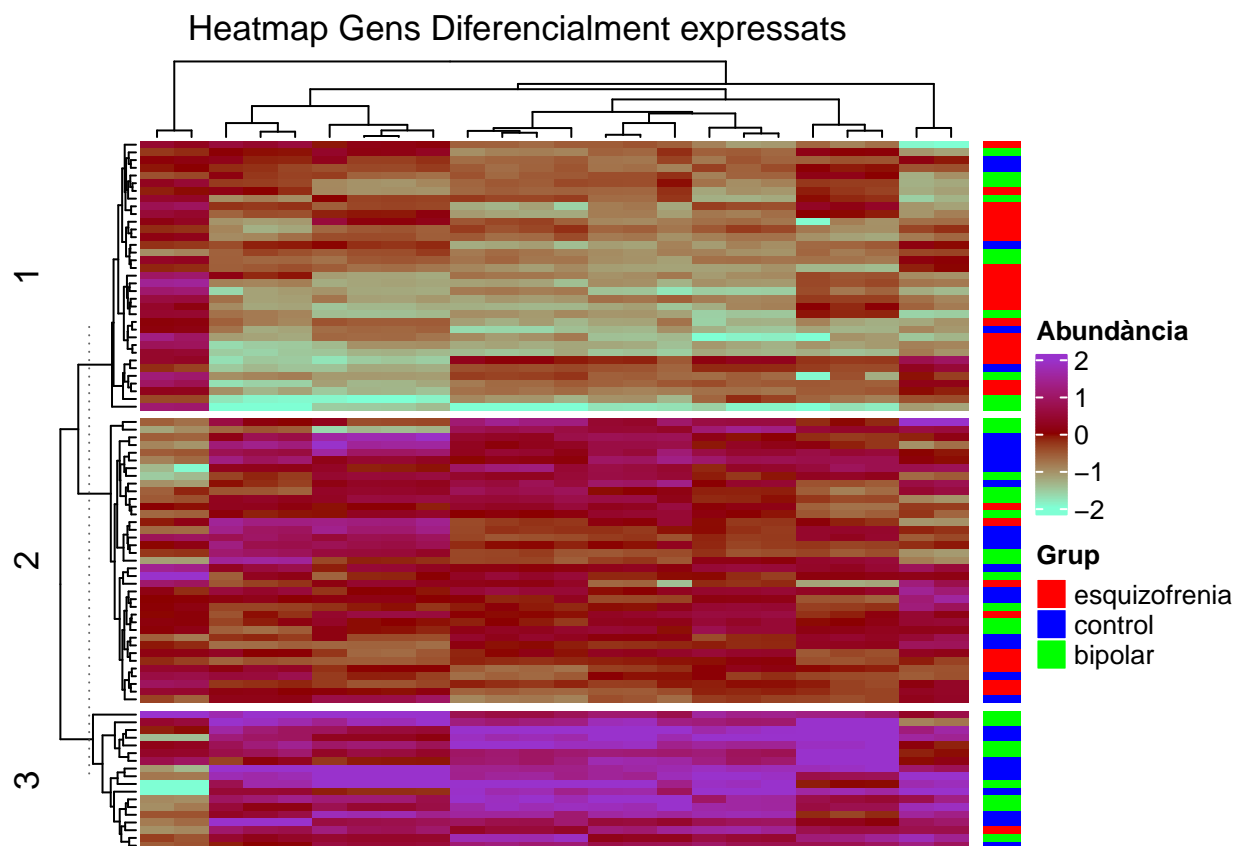 Heatmap Gens Diferencialment expressats
1
2
3
Abundància
2
1
0
−1
−2
Grup
esquizofrenia
control
bipolar